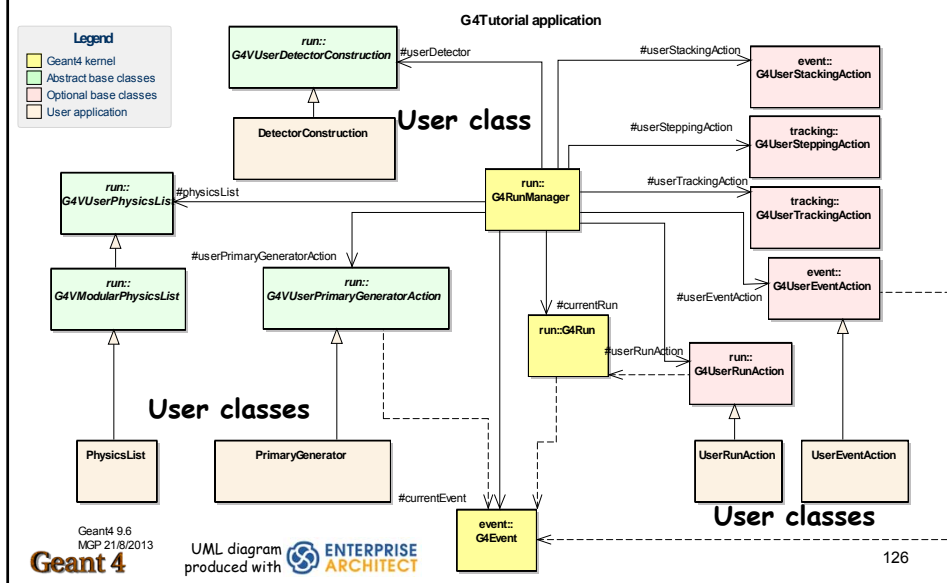 G4Tutorial application
Legend
Geant4 kernel
Abstract base classes
Optional base classes
User application
run::
G4VUserDetectorConstruction
#userDetector
#userStackingAction
event::
G4UserStackingAction
DetectorConstruction
User class
#userSteppingAction
tracking::
G4UserSteppingAction
run::
G4VUserPhysicsList
#physicsList
run::
G4RunManager
#userTrackingAction
tracking::
G4UserTrackingAction
#userPrimaryGeneratorAction
run::
G4VModularPhysicsList
run::
G4VUserPrimaryGeneratorAction
#userEventAction
event::
G4UserEventAction
#currentRun
run::G4Run
#userRunAction
run::
G4UserRunAction
User classes
PhysicsList
PrimaryGenerator
UserRunAction
UserEventAction
#currentEvent
event::
G4Event
User classes
Geant4 9.6
MGP 21/8/2013
Geant 4
UML diagram
produced with
ENTERPRISE
ARCHITECT
126